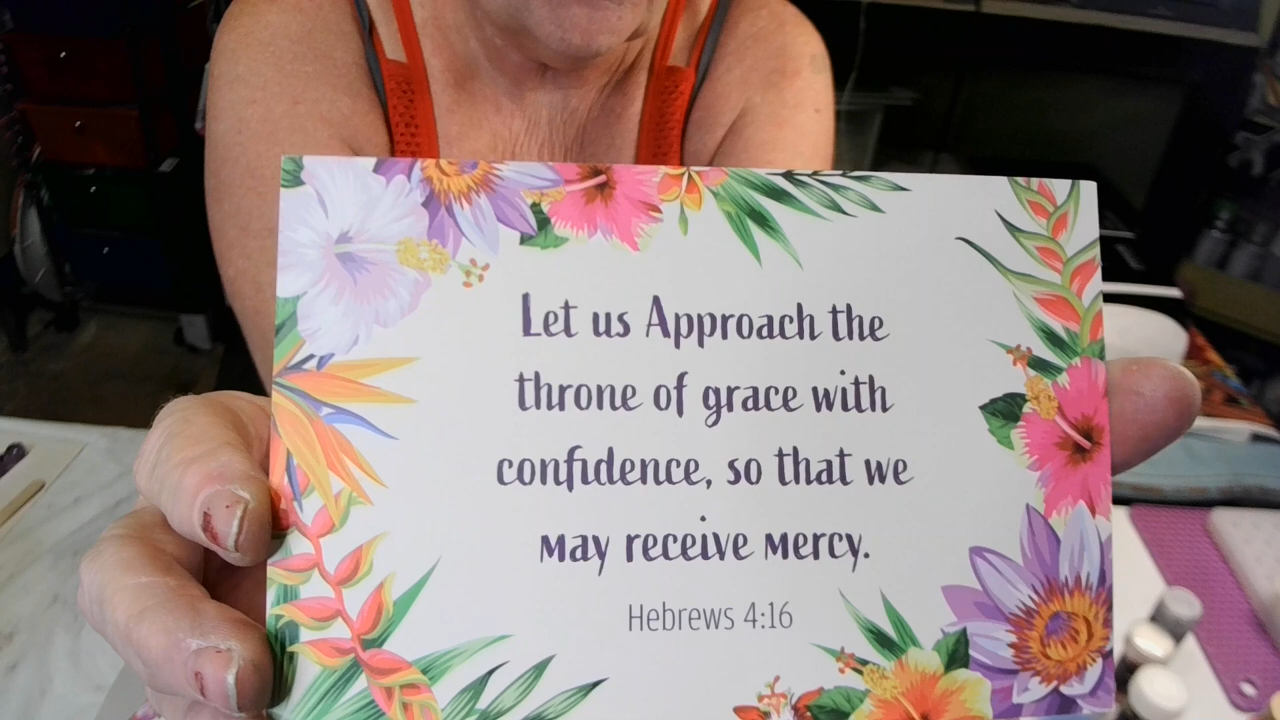 Let us Approach the
throne of grace with
confidence, so that we
may receive mercy.
Hebrews 4:16